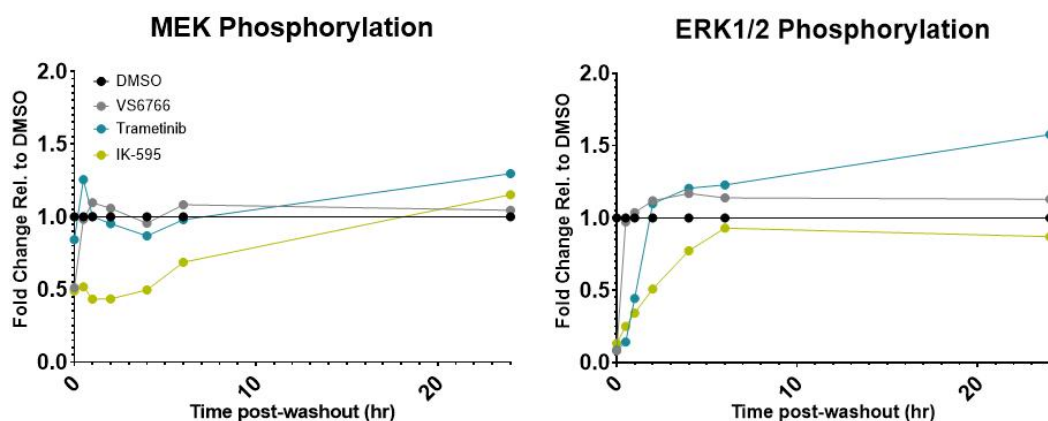 MEK Phosphorylation
Fold Change Rel. to DMSO
2.0
1.5
1.0
0.5
0.0
DMSO
VS6766
Trametinib
IK-595
0
10
20
Time post-washout (hr)
ERK1/2 Phosphorylation
Fold Change Rel. to DMSO
2.0
1.5
1.0
0.5
0.0
0
10
20
Time post-washout (hr)